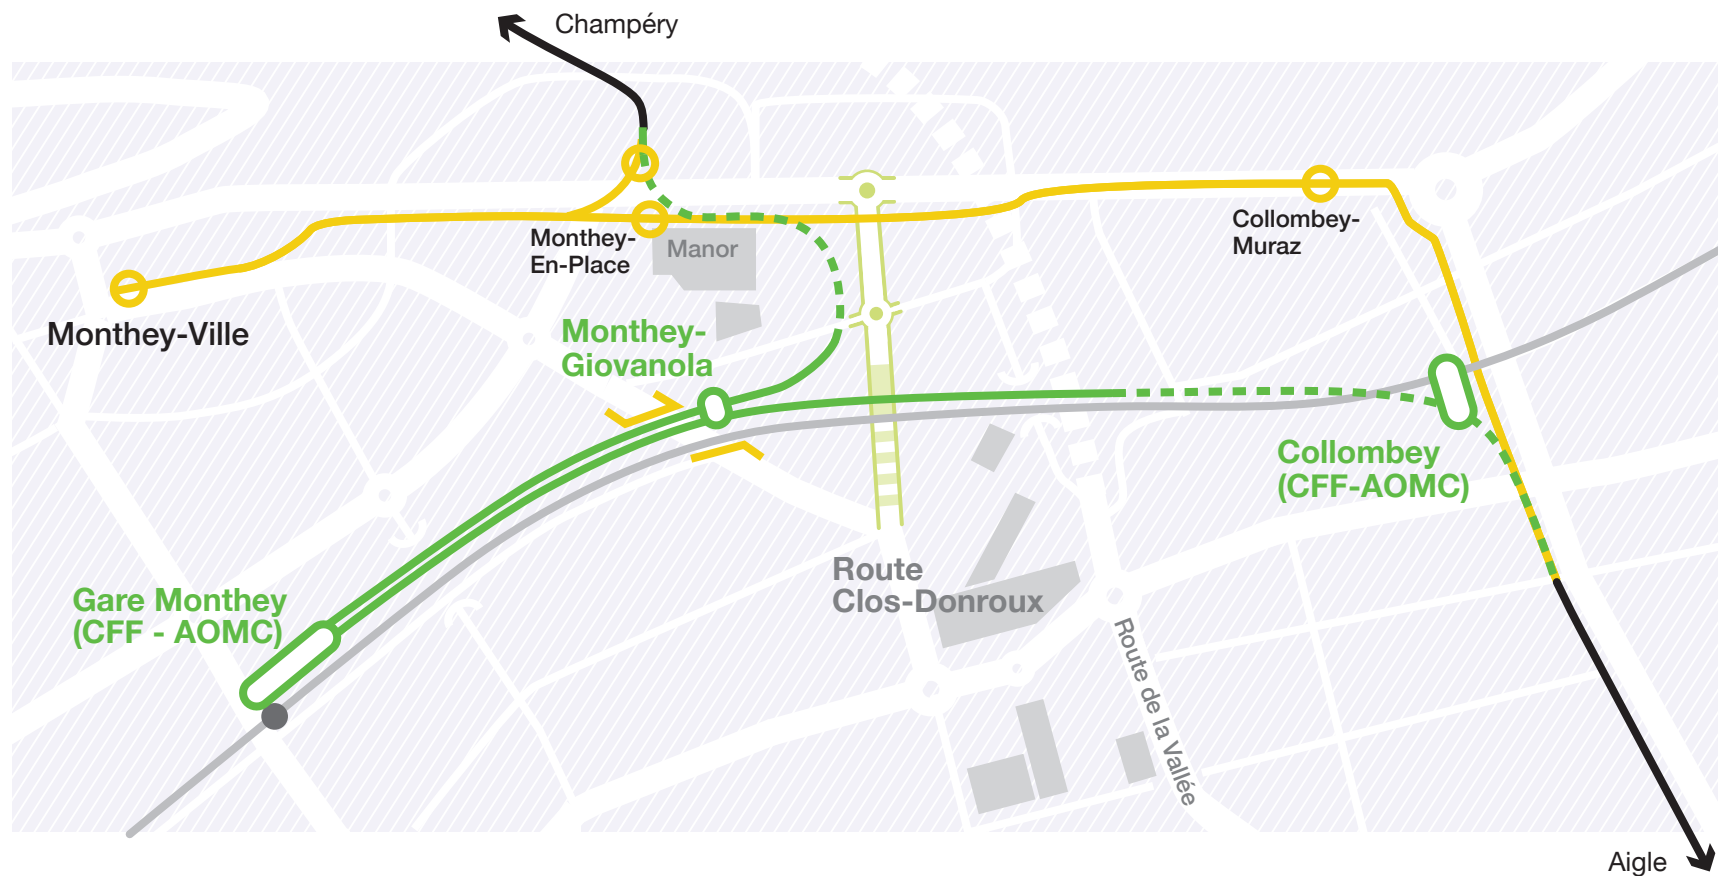 Champéry
Monthey-
En-Place
Manor
Collombey-
Muraz
Monthey-Ville
Monthey-
Giovanola
Collombey
(CFF-AOMC)
Route
Clos-Donroux
Gare Monthey
(CFF - AOMC)
Route de la Vallée
Aigle